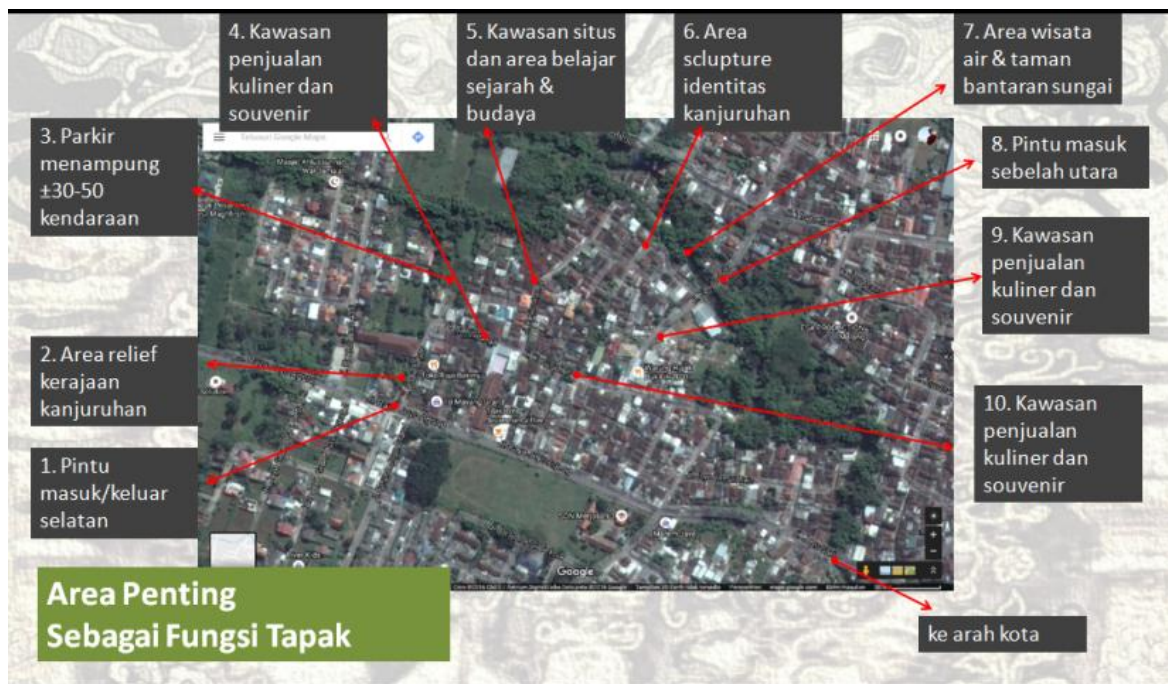 4. Kawasan
penjualan
kuliner dan
souvenir
5. Kawasan situs
dan area belajar
sejarah &
budaya
6. Area
sclupture
identitas
kanjuruhan
7. Area wisata
air & taman
bantaran sungai
3. Parkir
menampung
±30-50
kendaraan
8. Pintu masuk
sebelah utara
9. Kawasan
penjualan
kuliner dan
souvenir
2. Area relief
kerajaan
kanjuruhan
10. Kawasan
penjualan
kuliner dan
souvenir
1. Pintu
masuk/keluar
selatan
Telusuri Google Maps
Google
Area Penting
Sebagai Fungsi Tapak
ke arah kota